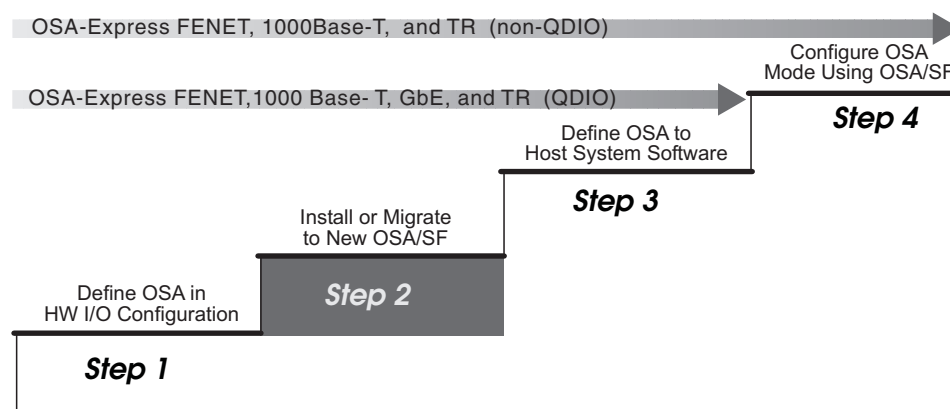 OSA-Express FENET, 1000Base-T, and TR (non-QDIO)
Configure OSA
Mode Using OSA/SF
OSA-Express FENET,1000 Base- T, GbE, and TR (QDIO)
Step 4
Define OSA to
Host System Software
Step 3
Install or Migrate
to New OSA/SF
Step 2
Define OSA in
HW I/O Configuration
Step 1